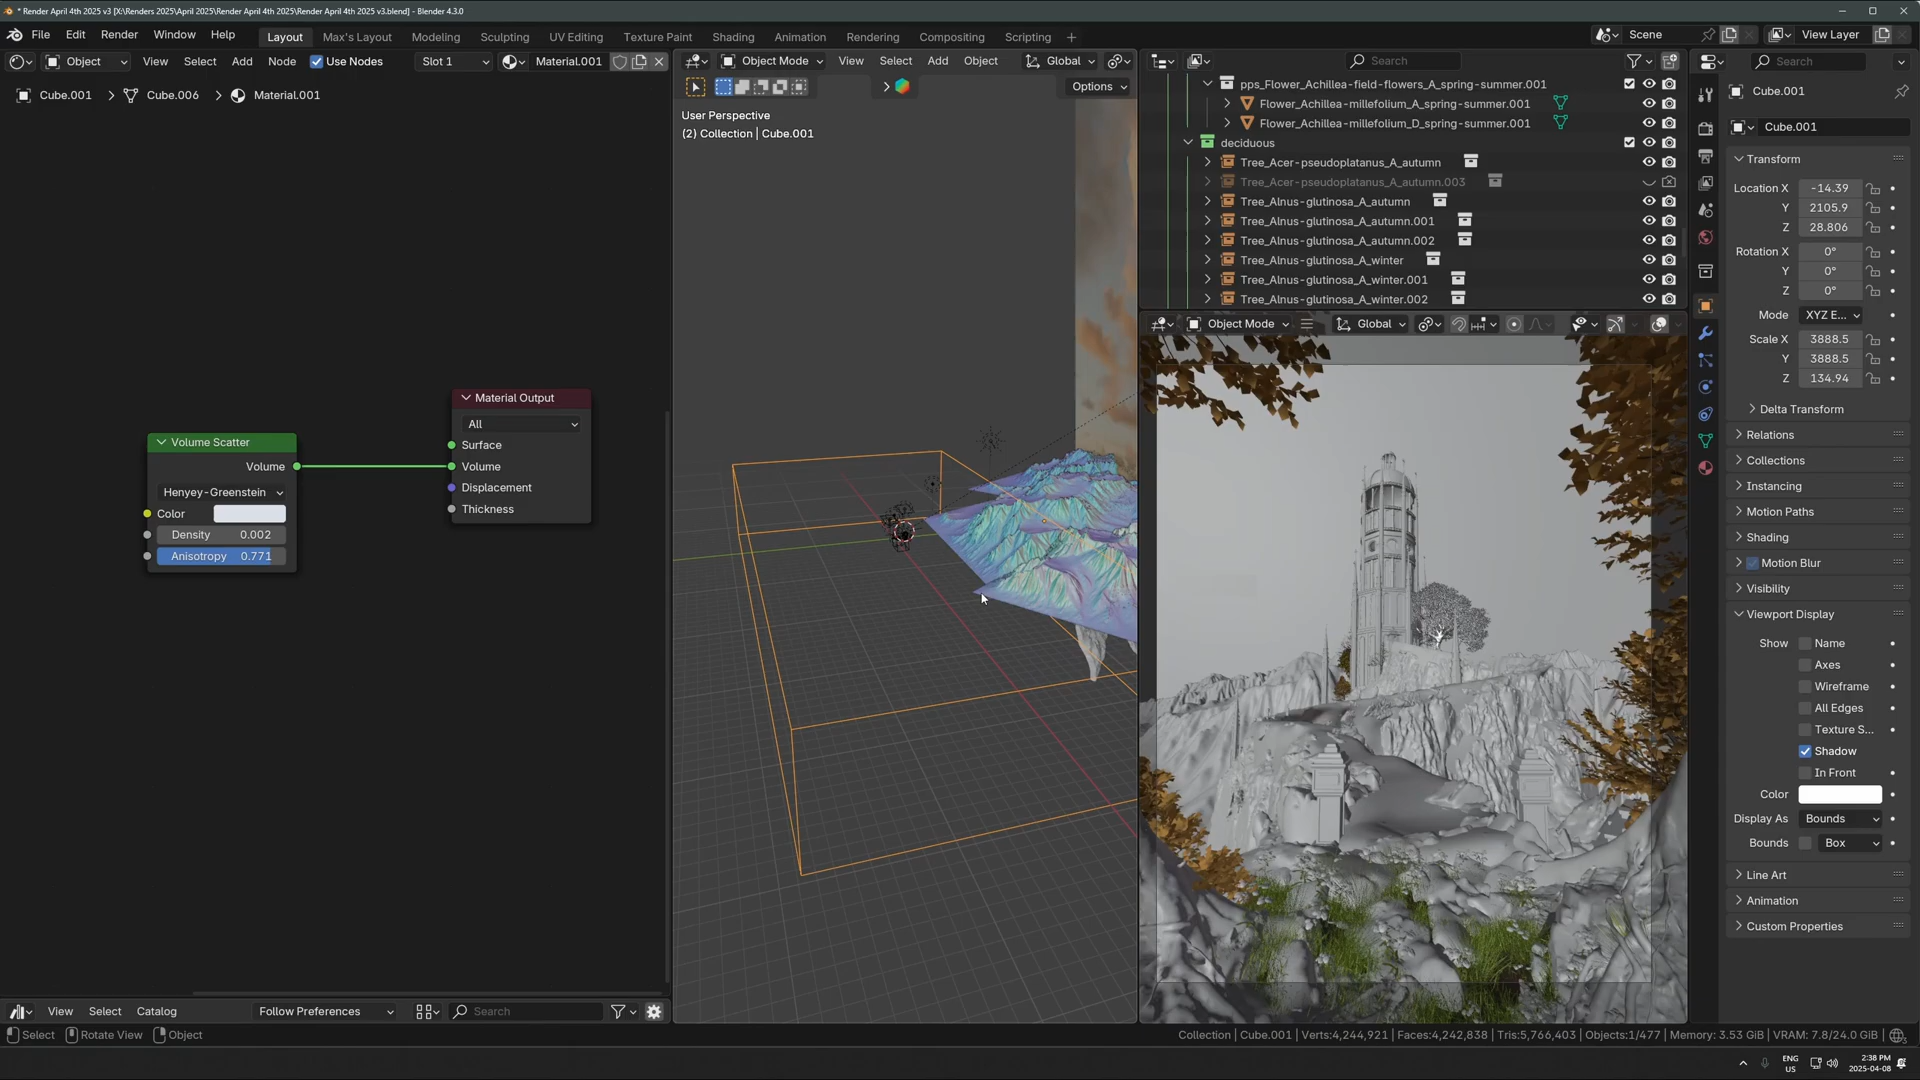 * Render April 4th 2025 v3 [X:\Renders 2025\April 2025\Render April 4th 2025\Render April 4th 2025 v3.blend] - Blender 4.3.0
File Edit Render Window Help Layout Max's Layout Modeling Sculpting UV Editing Texture Paint Shading Animation Rendering Compositing Scripting + Scene View Layer
Object View Select Add Object Node Use Nodes Slot 1 Material.001
Cube.001 > Cube.006 > Material.001
Volume Scatter
Volume
Henyey-Greenstein
Color
Density 0.002
Anisotropy 0.771
Material Output
All
Surface
Volume
Displacement
Thickness
View Select Catalog Follow Preferences Search
Object Mode View Select Add Object Global
Options
User Perspective
(2) Collection | Cube.001
Search
pps_Flower_Achillea-field-flowers_A_spring-summer.001
Flower_Achillea-millefolium_A_spring-summer.001
Flower_Achillea-millefolium_D_spring-summer.001
deciduous
Tree_Acer-pseudoplatanus_A_autumn
Tree_Acer-pseudoplatanus_A_autumn.003
Tree_Alnus-glutinosa_A_autumn
Tree_Alnus-glutinosa_A_autumn.001
Tree_Alnus-glutinosa_A_autumn.002
Tree_Alnus-glutinosa_A_winter
Tree_Alnus-glutinosa_A_winter.001
Tree_Alnus-glutinosa_A_winter.002
Object Mode Global
Search
Cube.001
Cube.001
Transform
Location X -14.39
Y 2105.9
Z 28.806
Rotation X 0°
Y 0°
Z 0°
Mode XYZ E...
Scale X 3888.5
Y 3888.5
Z 134.94
Delta Transform
Relations
Collections
Instancing
Motion Paths
Shading
Motion Blur
Visibility
Viewport Display
Show Name
Axes
Wireframe
All Edges
Texture S...
Shadow
In Front
Color
Display As Bounds
Bounds Box
Line Art
Animation
Custom Properties
Select Rotate View Object
Collection | Cube.001 | Verts:4,244,921 | Faces:4,242,838 | Tris:5,766,403 | Objects:1/477 | Memory: 3.53 GiB | VRAM: 7.8/24.0 GiB
ENG
US
2:38 PM
2025-04-08